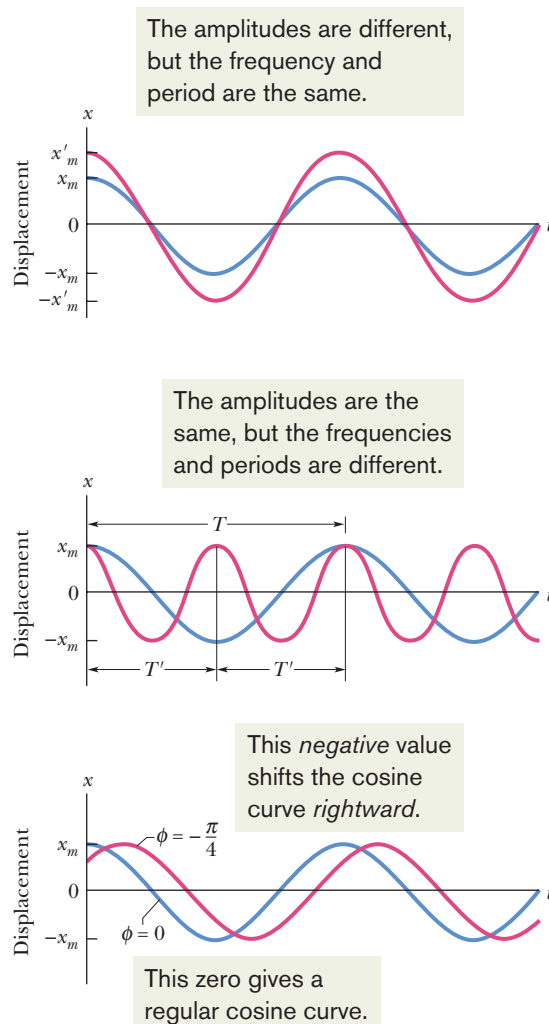 The amplitudes are different,
but the frequency and
period are the same.
x
x′m
xm
0
−xm
−x′m
Displacement
t
The amplitudes are the
same, but the frequencies
and periods are different.
x
T
xm
0
−xm
Displacement
t
T′ T′
This negative value
shifts the cosine
curve rightward.
x
xm
ϕ = −π/4
0
−xm
Displacement
t
ϕ = 0
This zero gives a
regular cosine curve.